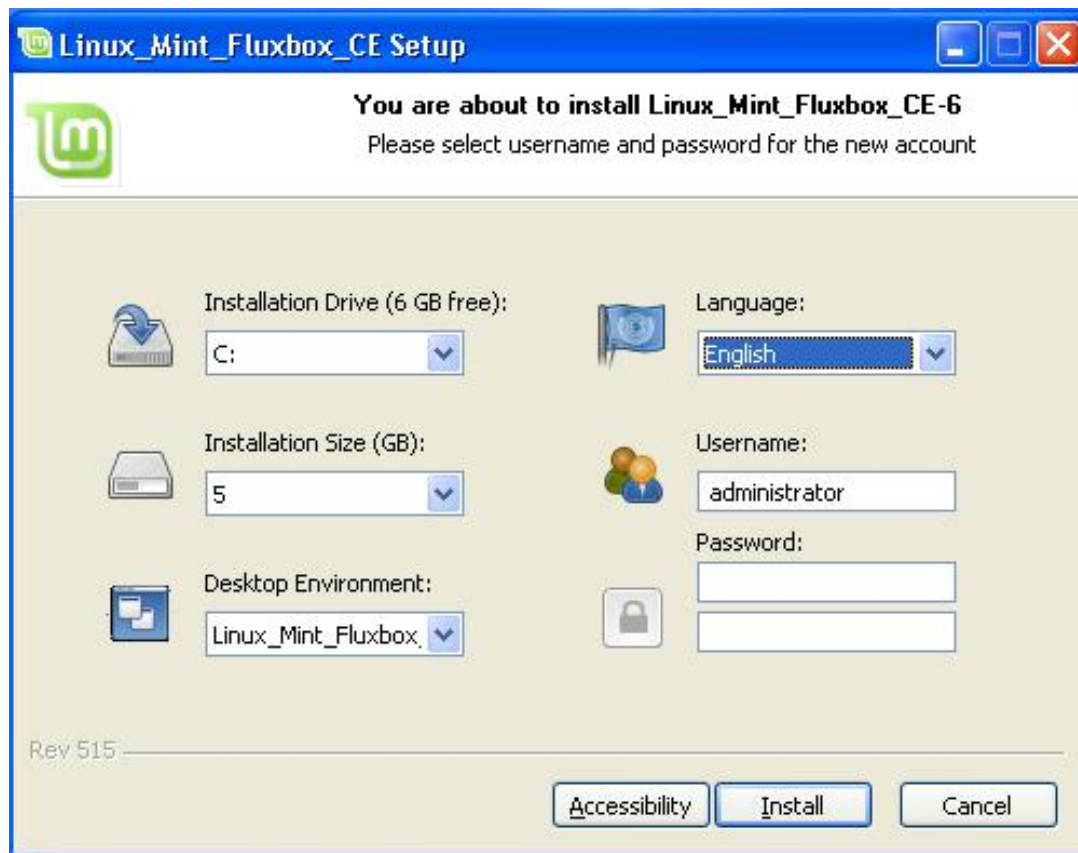 Linux_Mint_Fluxbox_CE Setup
You are about to install Linux_Mint_Fluxbox_CE-6
Please select username and password for the new account
Installation Drive (6 GB free):
C:
Installation Size (GB):
5
Desktop Environment:
Linux_Mint_Fluxbox_
Language:
English
Username:
administrator
Password:
Rev 515
Accessibility
Install
Cancel